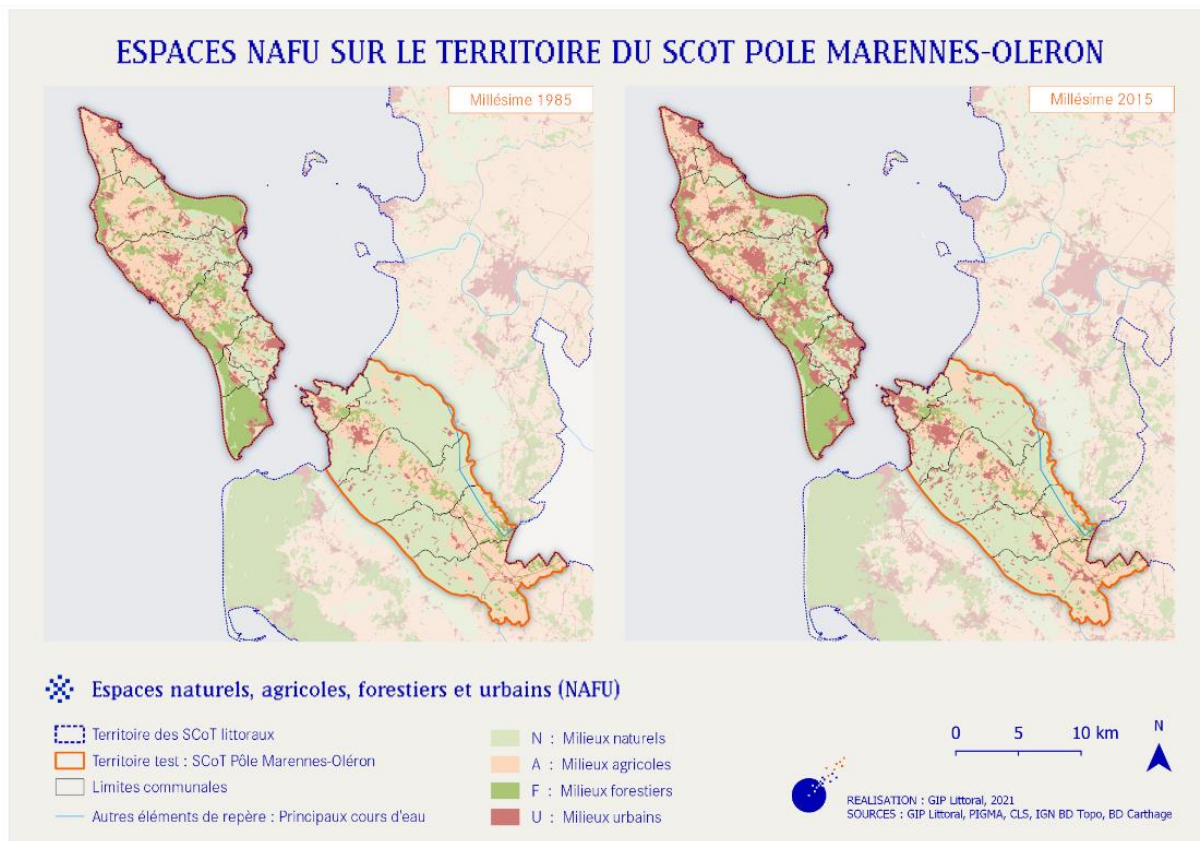 ESPACES NAFU SUR LE TERRITOIRE DU SCOT POLE MARENNES-OLERON
Millésime 1985
Millésime 2015
Espaces naturels, agricoles, forestiers et urbains (NAFU)
Territoire des SCoT littoraux
Territoire test : SCoT Pôle Marennes-Oléron
Limites communales
Autres éléments de repère : Principaux cours d'eau
N : Milieux naturels
A : Milieux agricoles
F : Milieux forestiers
U : Milieux urbains
0 5 10 km
N
REALISATION : GIP Littoral, 2021
SOURCES : GIP Littoral, PIGMA, CLS, IGN BD Topo, BD Carthage